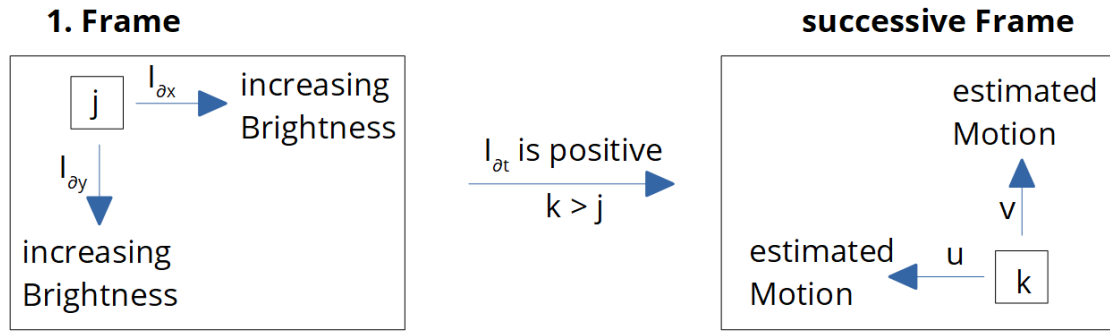 1. Frame
successive Frame
j
I∂x
increasing
Brightness
I∂y
increasing
Brightness
I∂t is positive
k > j
estimated
Motion
v
estimated
Motion
u
k